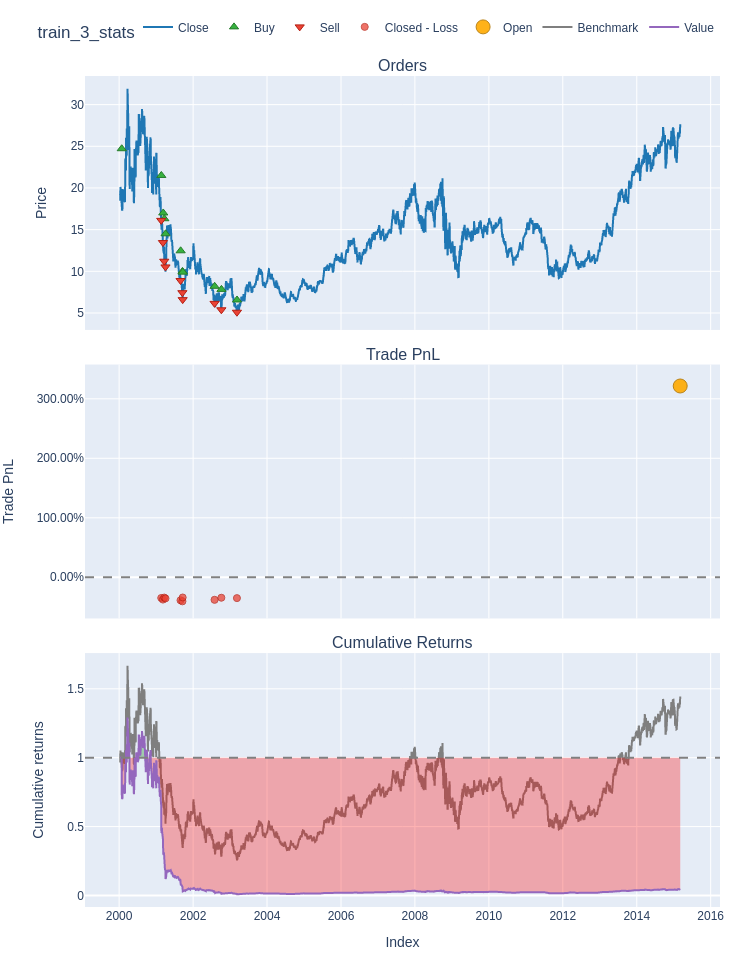 train_3_stats Close Buy Sell Closed - Loss Open Benchmark Value
Orders
30
25
20
15
10
5
Price
Trade PnL
300.00%
200.00%
100.00%
0.00%
Trade PnL
Cumulative Returns
1.5
1
0.5
0
Cumulative returns
2000 2002 2004 2006 2008 2010 2012 2014 2016
Index